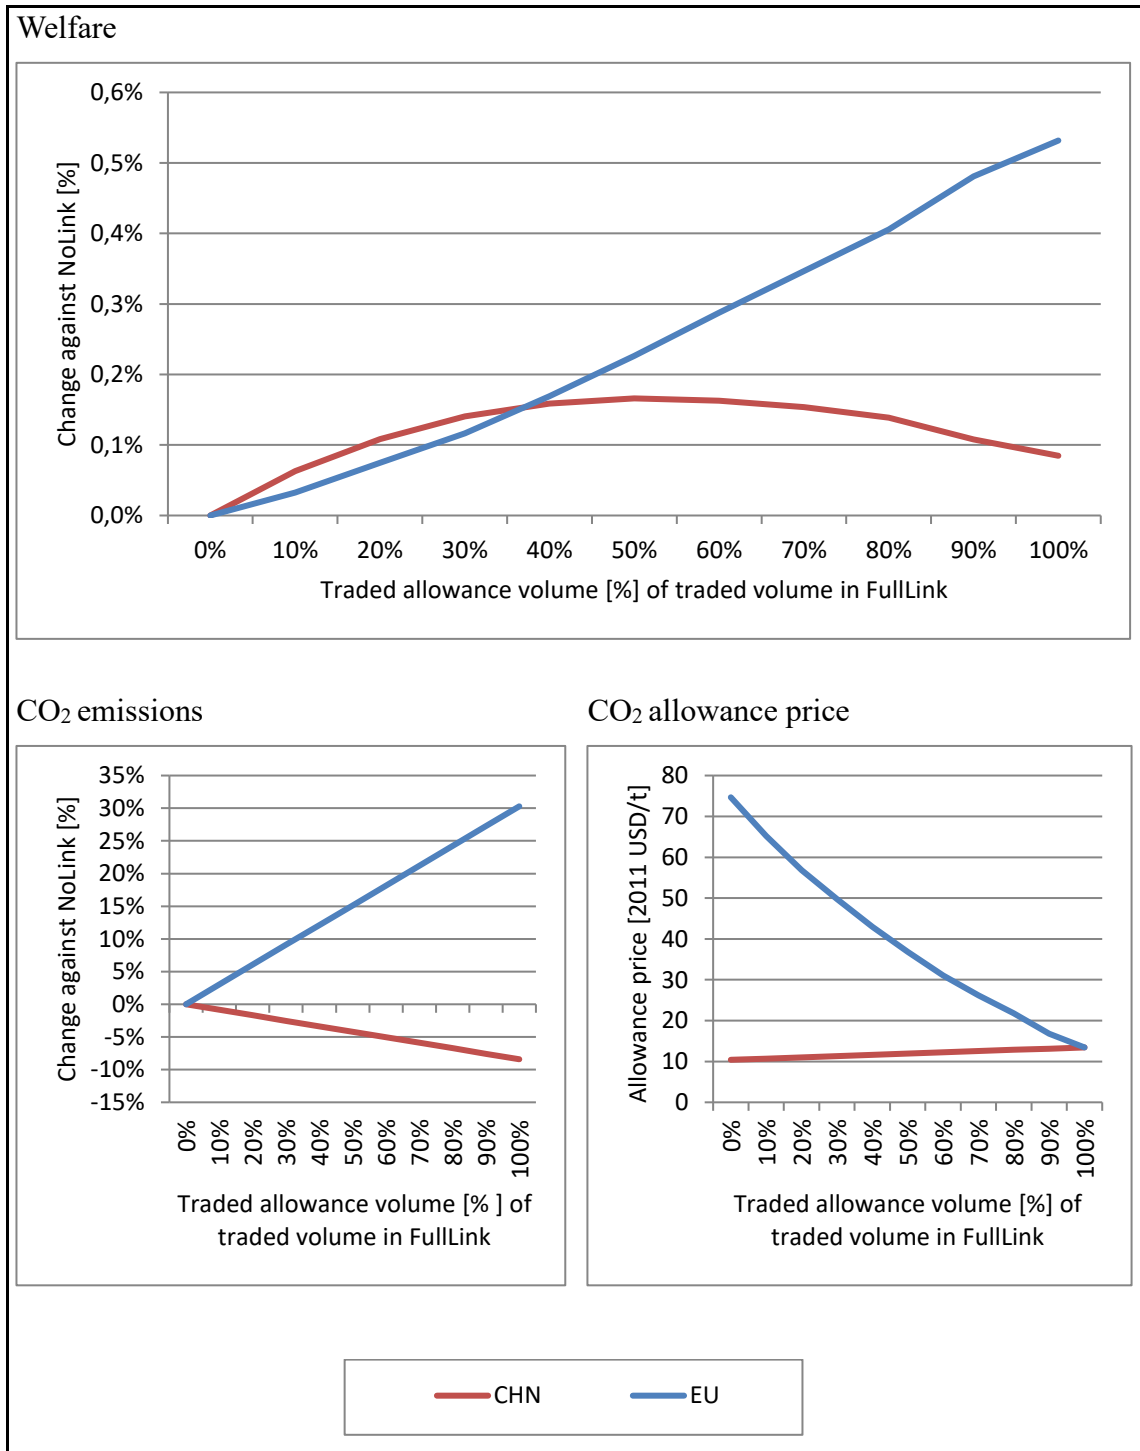 Welfare
Change against NoLink [%]
0,6%
0,5%
0,4%
0,3%
0,2%
0,1%
0,0%
0% 10% 20% 30% 40% 50% 60% 70% 80% 90% 100%
Traded allowance volume [%] of traded volume in FullLink
CO2 emissions
Change against NoLink [%]
35%
30%
25%
20%
15%
10%
5%
0%
-5%
-10%
-15%
0% 10% 20% 30% 40% 50% 60% 70% 80% 90% 100%
Traded allowance volume [% ] of
traded volume in FullLink
CO2 allowance price
Allowance price [2011 USD/t]
80
70
60
50
40
30
20
10
0
0% 10% 20% 30% 40% 50% 60% 70% 80% 90% 100%
Traded allowance volume [%] of
traded volume in FullLink
CHN EU